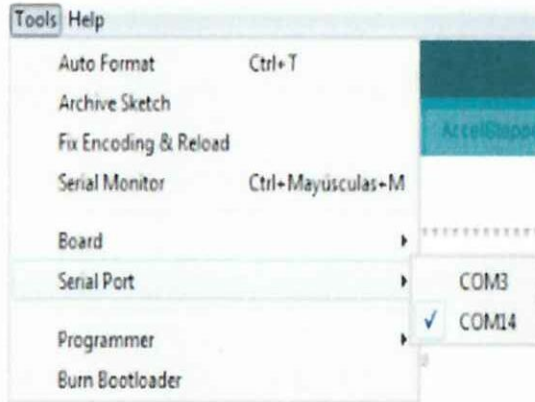 Tools Help
Auto Format Ctrl+T
Archive Sketch
Fix Encoding & Reload
Serial Monitor Ctrl+Mayúsculas+M
Board
Serial Port
COM3
✓ COM14
Programmer
Burn Bootloader